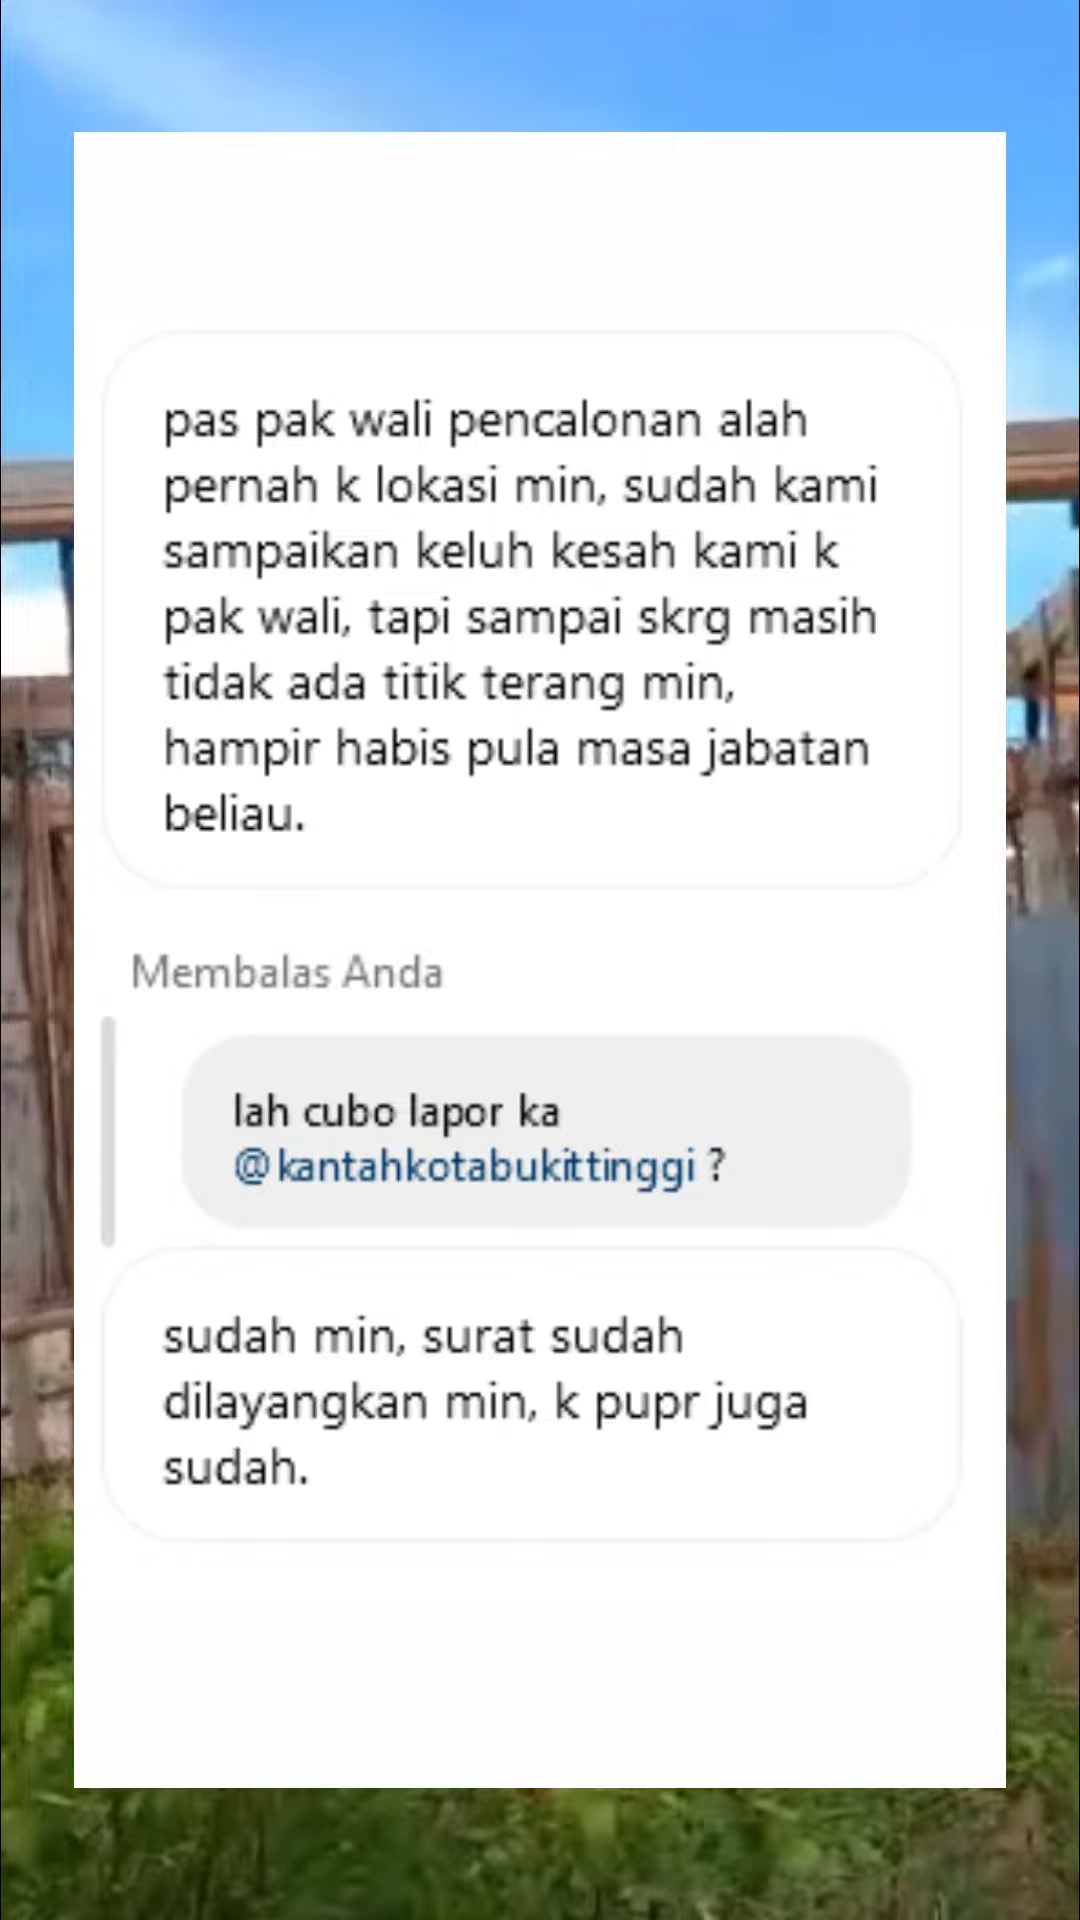 pas pak wali pencalonan alah
pernah k lokasi min, sudah kami
sampaikan keluh kesah kami k
pak wali, tapi sampai skrg masih
tidak ada titik terang min,
hampir habis pula masa jabatan
beliau.
Membalas Anda
lah cubo lapor ka
@kantahkotabukittinggi ?
sudah min, surat sudah
dilayangkan min, k pupr juga
sudah.